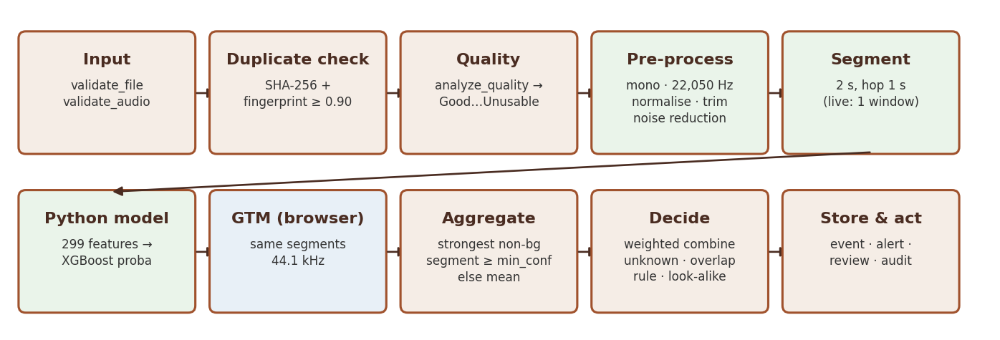 Input
validate_file
validate_audio
Duplicate check
SHA-256 +
fingerprint ≥ 0.90
Quality
analyze_quality →
Good…Unusable
Pre-process
mono · 22,050 Hz
normalise · trim
noise reduction
Segment
2 s, hop 1 s
(live: 1 window)
Python model
299 features →
XGBoost proba
GTM (browser)
same segments
44.1 kHz
Aggregate
strongest non-bg
segment ≥ min_conf
else mean
Decide
weighted combine
unknown · overlap
rule · look-alike
Store & act
event · alert ·
review · audit